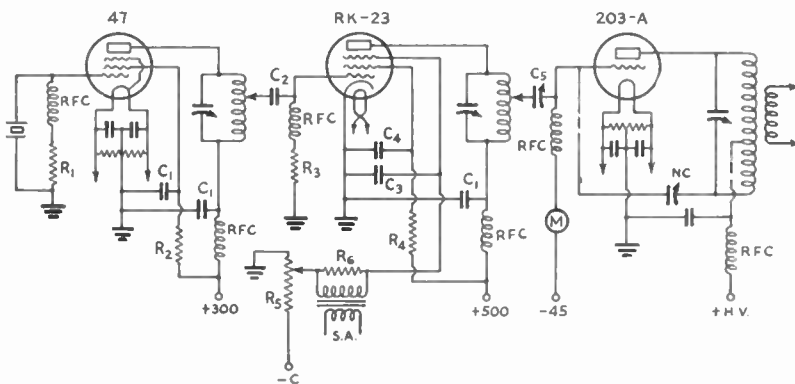 47
RK-23
203-A
RFC
R1
C1
C1
R2
RFC
+300
C2
RFC
R3
C4
C3
C1
R4
RFC
R5
R6
S.A.
-C
+500
C5
RFC
M
-45
NC
RFC
+H.V.